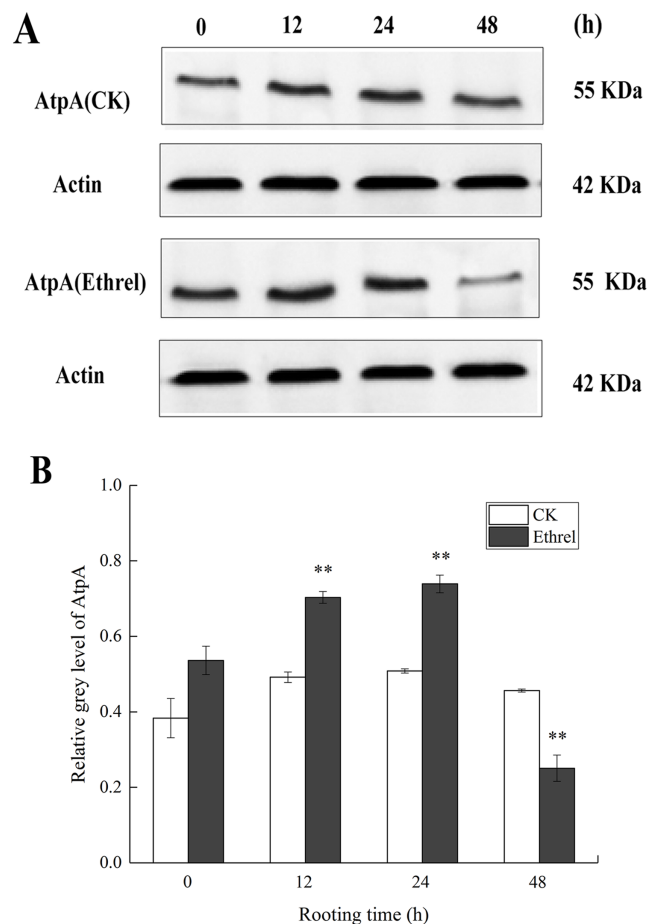 A
0 12 24 48 (h)
AtpA(CK) 55 KDa
Actin 42 KDa
AtpA(Ethrel) 55 KDa
Actin 42 KDa
B
1.0
0.8
0.6
0.4
0.2
0.0
Relative grey level of AtpA
CK
Ethrel
**
**
**
0 12 24 48
Rooting time (h)